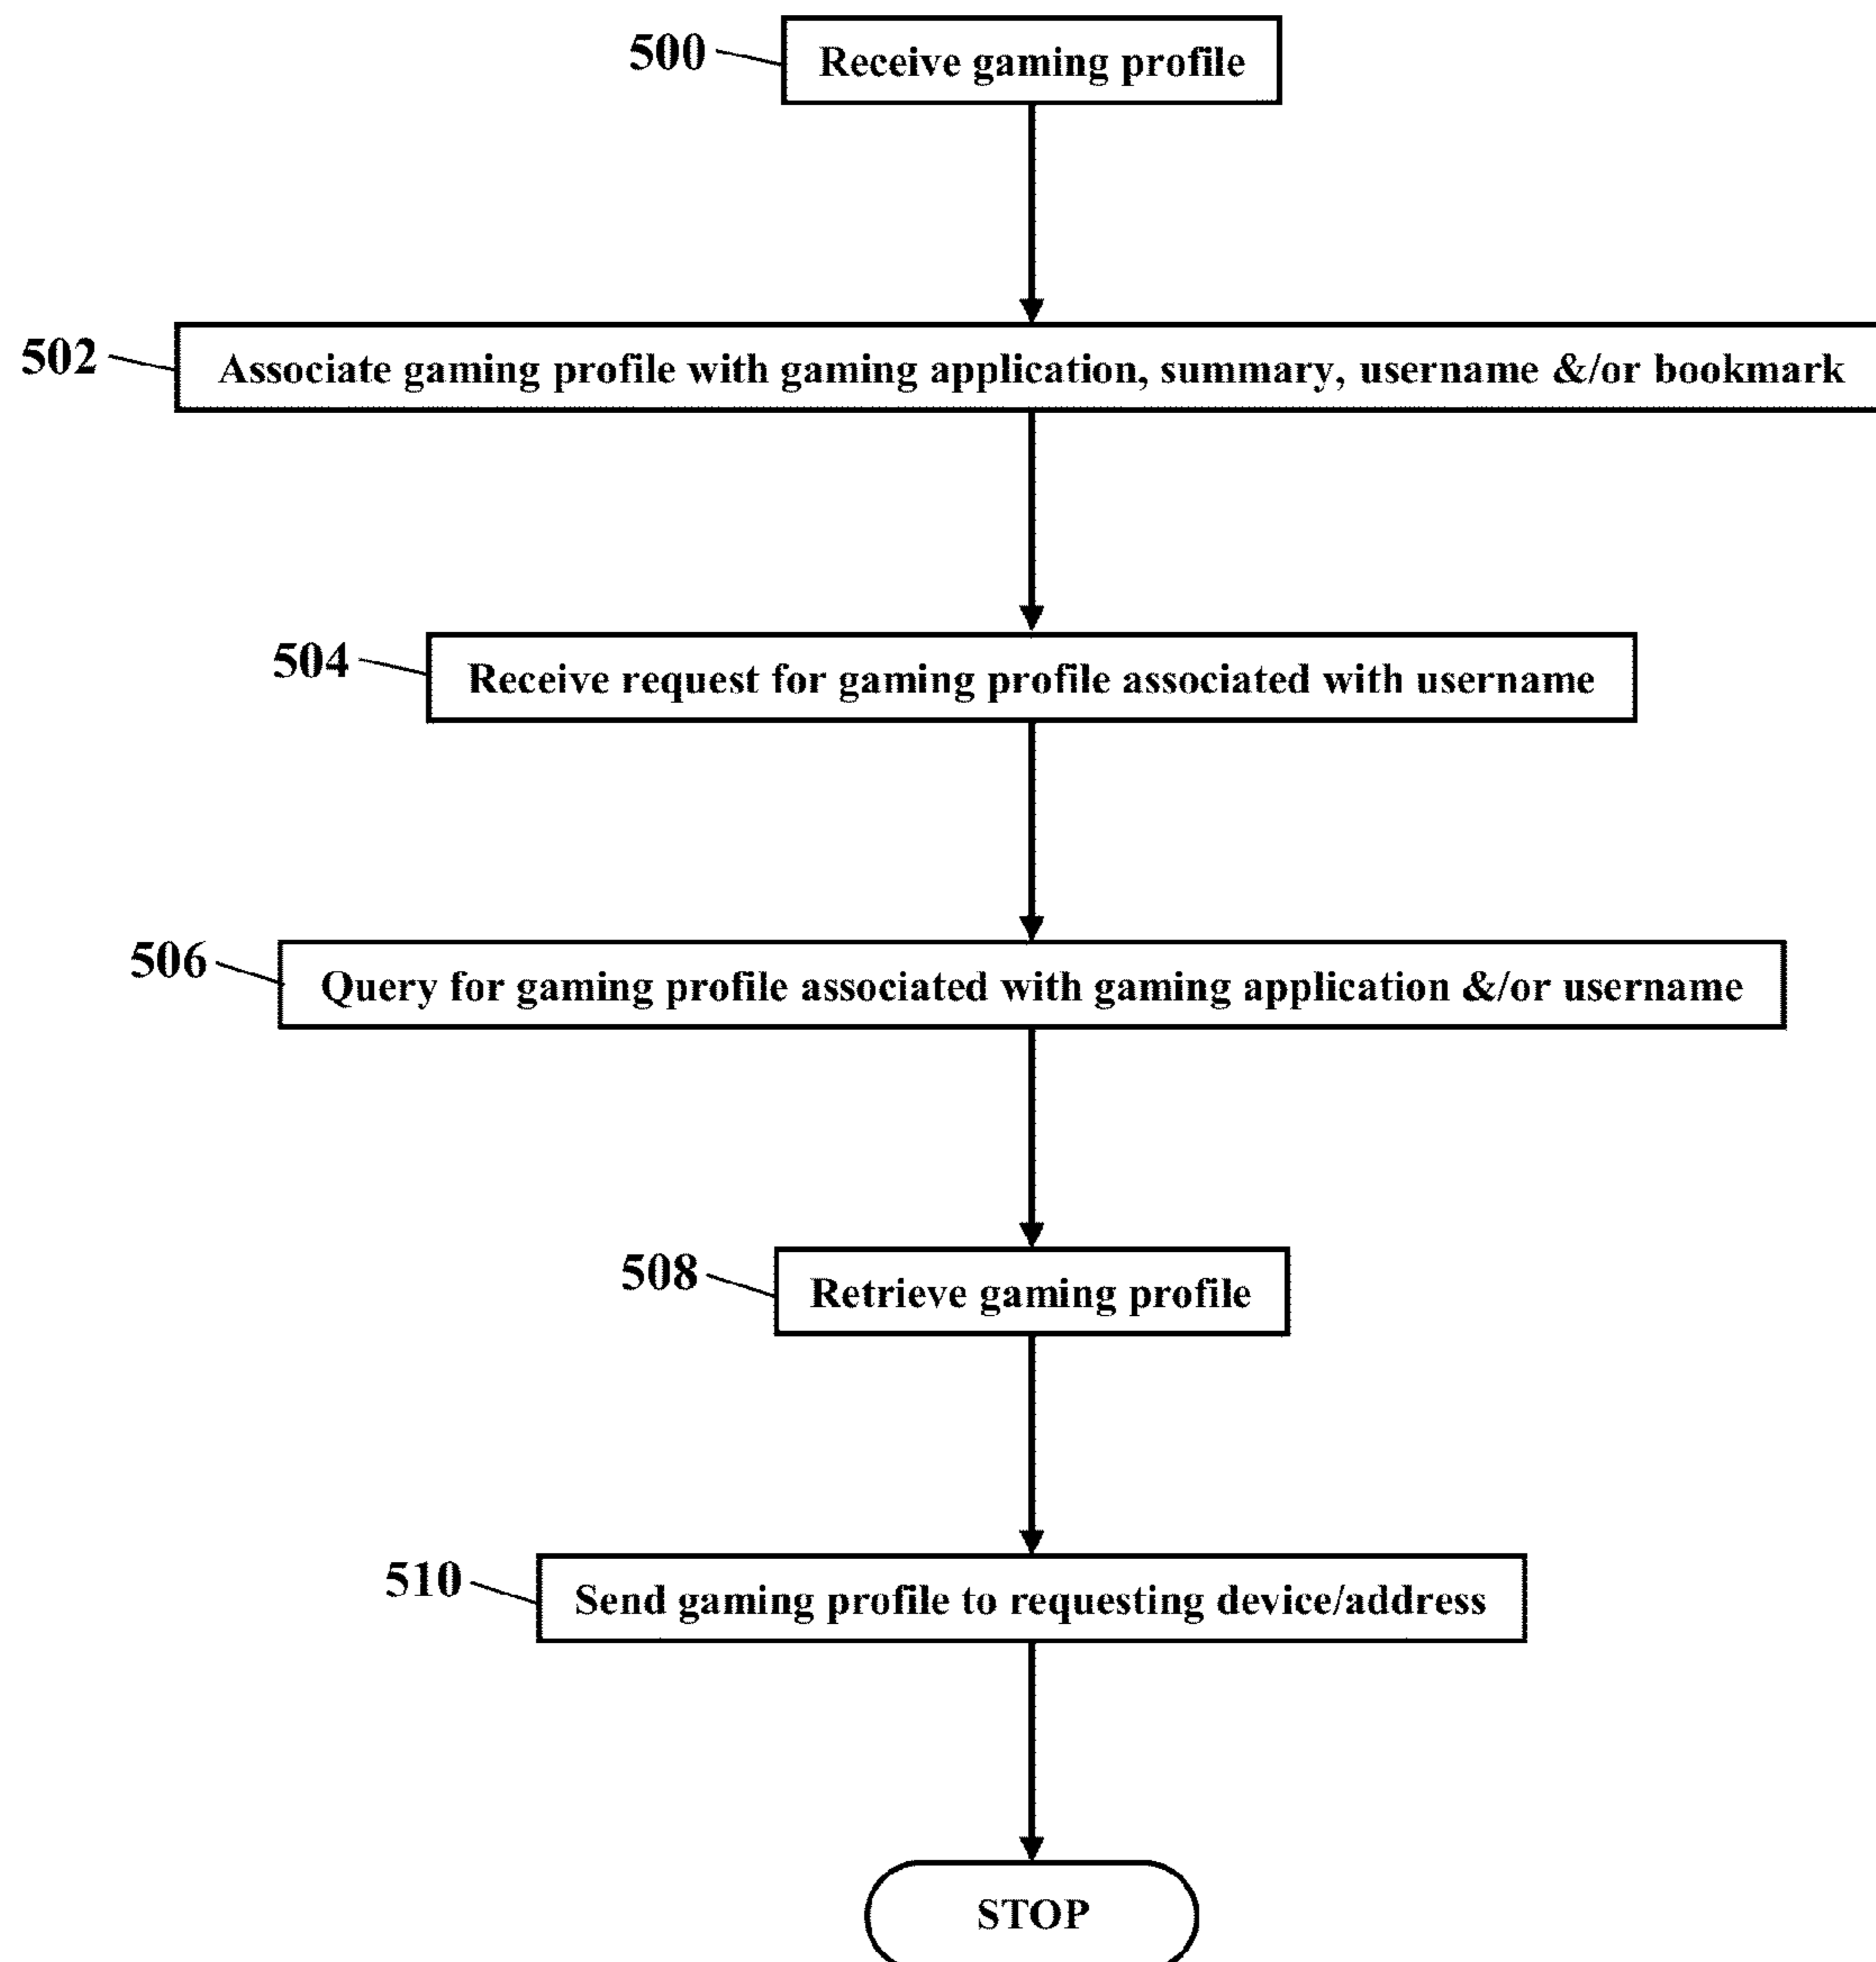 500 Receive gaming profile
502 Associate gaming profile with gaming application, summary, username &/or bookmark
504 Receive request for gaming profile associated with username
506 Query for gaming profile associated with gaming application &/or username
508 Retrieve gaming profile
510 Send gaming profile to requesting device/address
STOP